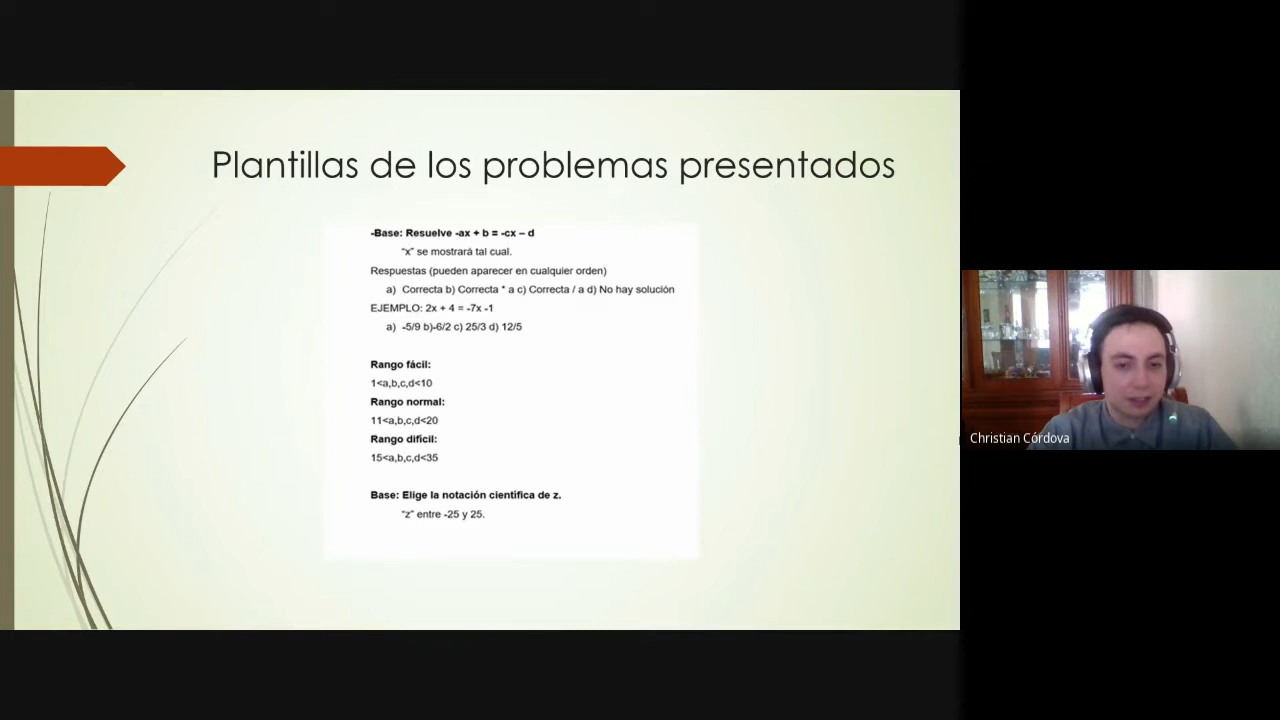 Plantillas de los problemas presentados
-Base: Resuelve -ax + b = -cx – d
“x” se mostrará tal cual.
Respuestas (pueden aparecer en cualquier orden)
a) Correcta b) Correcta * a c) Correcta / a d) No hay solución
EJEMPLO: 2x + 4 = -7x -1
a) -5/9 b)-6/2 c) 25/3 d) 12/5
Rango fácil:
1<a,b,c,d<10
Rango normal:
11<a,b,c,d<20
Rango difícil:
15<a,b,c,d<35
Base: Elige la notación científica de z.
“z” entre -25 y 25.
Christian Córdova